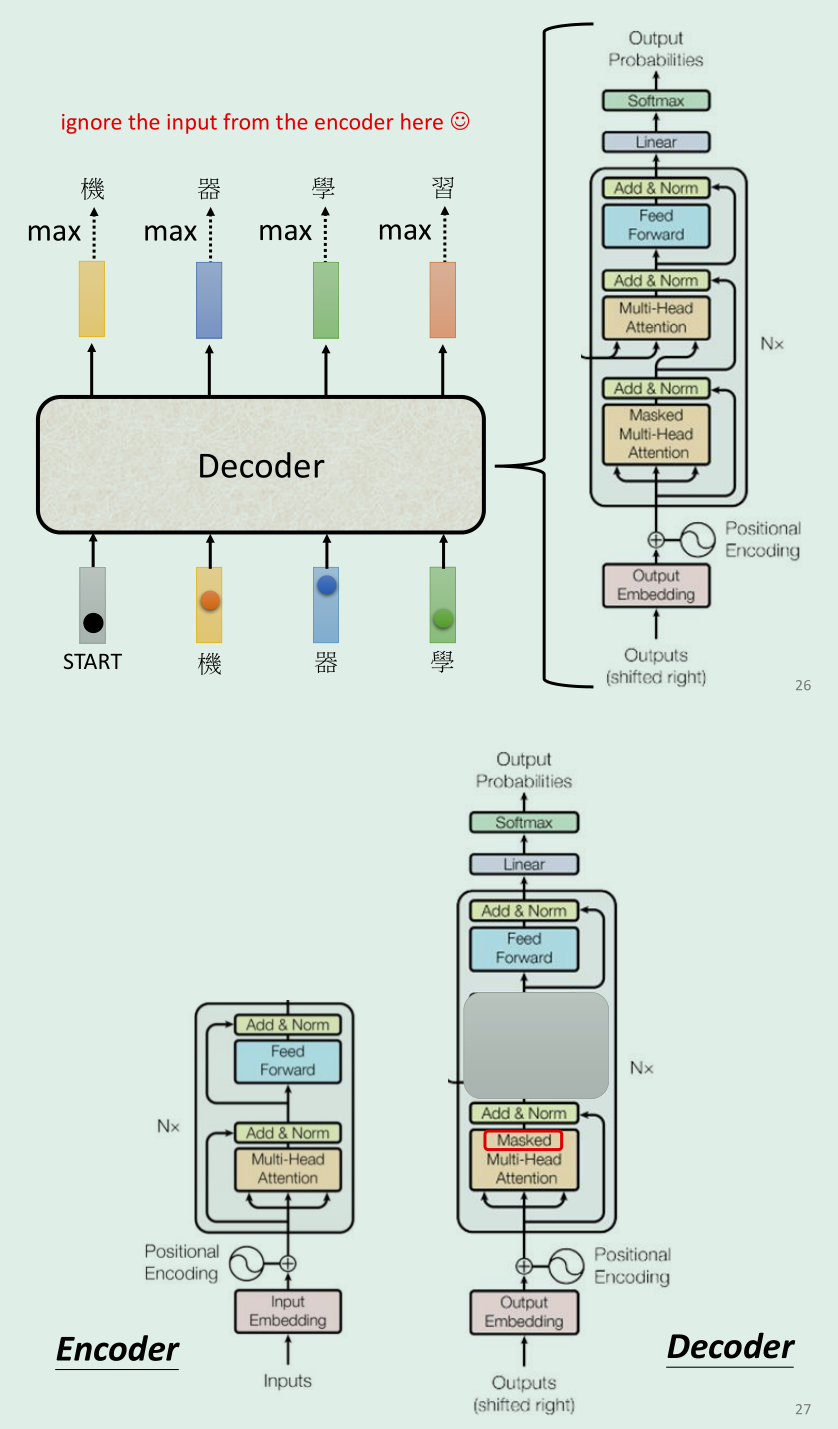 Output
Probabilities
Softmax
Linear
Add & Norm
Feed
Forward
Add & Norm
Multi-Head
Attention
Nx
Add & Norm
Masked
Multi-Head
Attention
Positional
Encoding
Output
Embedding
Outputs
(shifted right)
ignore the input from the encoder here ☺
機 器 學 習
max max max max
Decoder
START 機 器 學
26
Output
Probabilities
Softmax
Linear
Add & Norm
Feed
Forward
Nx
Add & Norm
Masked
Multi-Head
Attention
Positional
Encoding
Output
Embedding
Outputs
(shifted right)
Decoder
Add & Norm
Feed
Forward
Nx
Add & Norm
Multi-Head
Attention
Positional
Encoding
Input
Embedding
Inputs
Encoder
27